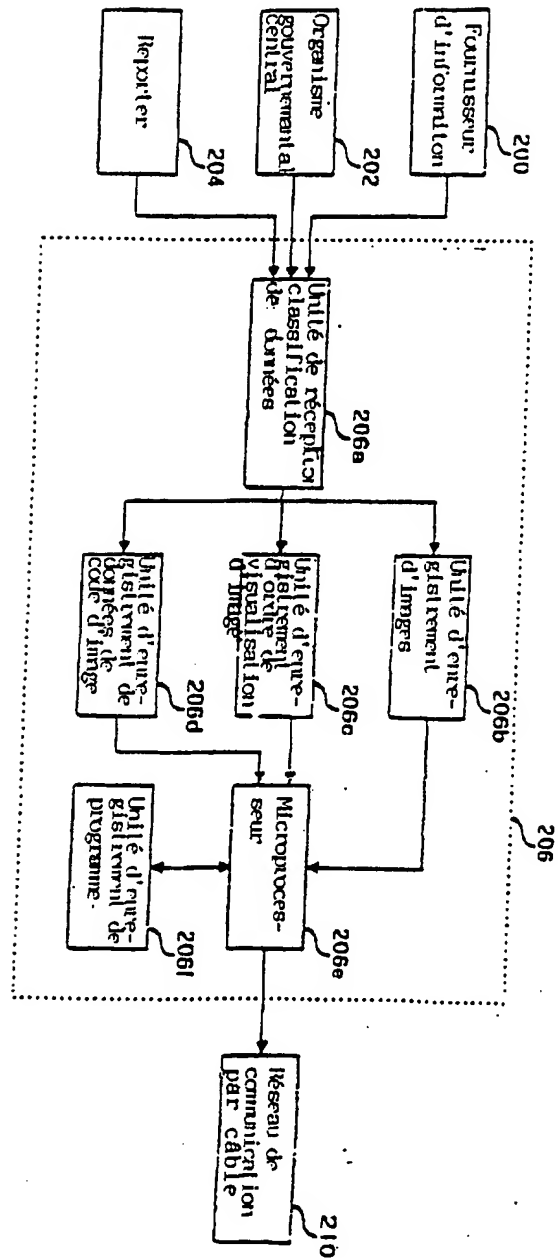 Fournisseur
d'informiton
200
Organisme
gouvernemental
central
202
Reporter
204
Unité de réception
classification
de données
206a
Unité d'enre-
gistrement
d'images
206b
Unité d'enre-
gistrement
d'ordre de
visualisation
d'image
206c
Unité d'enre-
gistrement de
données de
code d'image
206d
Microproces-
seur
206e
Unité d'enre-
gistrement de
programme
206f
206
Réseau de
communication
par câble
210